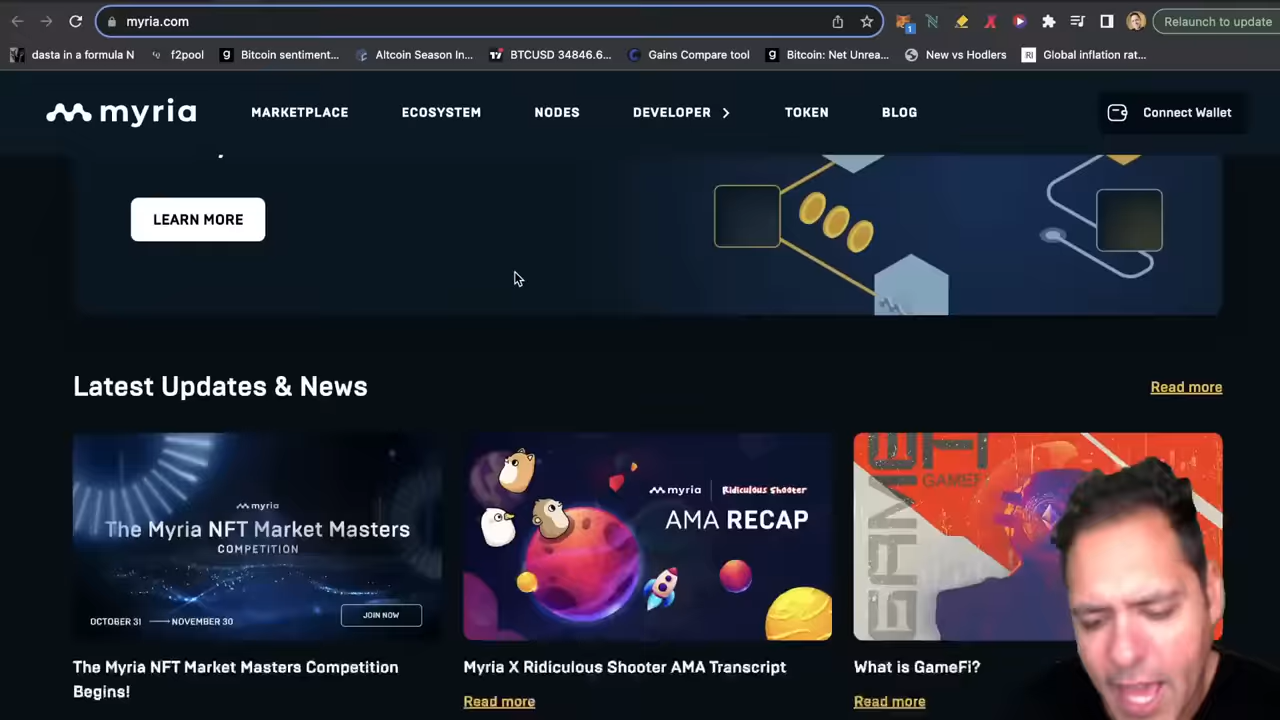 myria.com
Relaunch to update
dasta in a formula N
f2pool
Bitcoin sentiment...
Altcoin Season In...
BTCUSD 34846.6...
Gains Compare tool
Bitcoin: Net Unrea...
New vs Hodlers
RI
Global inflation rat...
myria
MARKETPLACE
ECOSYSTEM
NODES
DEVELOPER
TOKEN
BLOG
Connect Wallet
LEARN MORE
Latest Updates & News
Read more
myria
The Myria NFT Market Masters
COMPETITION
OCTOBER 31
NOVEMBER 30
JOIN NOW
myria
Ridiculous Shooter
AMA RECAP
GAMEFI
The Myria NFT Market Masters Competition
Begins!
Myria X Ridiculous Shooter AMA Transcript
Read more
What is GameFi?
Read more